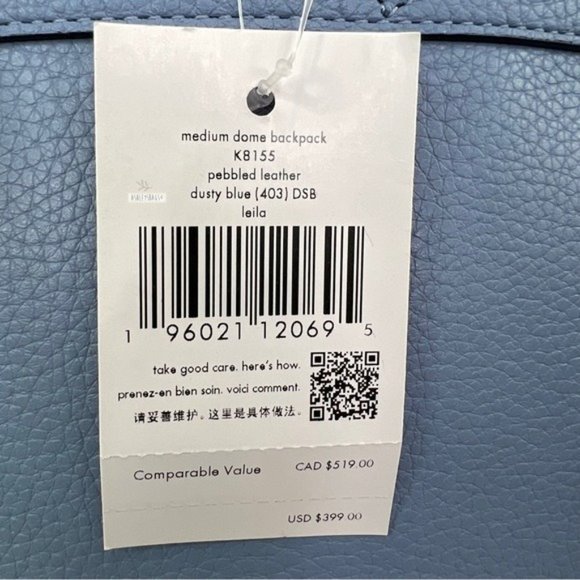 medium dome backpack
K8155
pebbled leather
dusty blue (403) DSB
leila
1 96021 12069 5
take good care. here's how.
prenez-en bien soin. voici comment.
请妥善维护。这里是具体做法。
Comparable Value CAD $519.00
USD $399.00